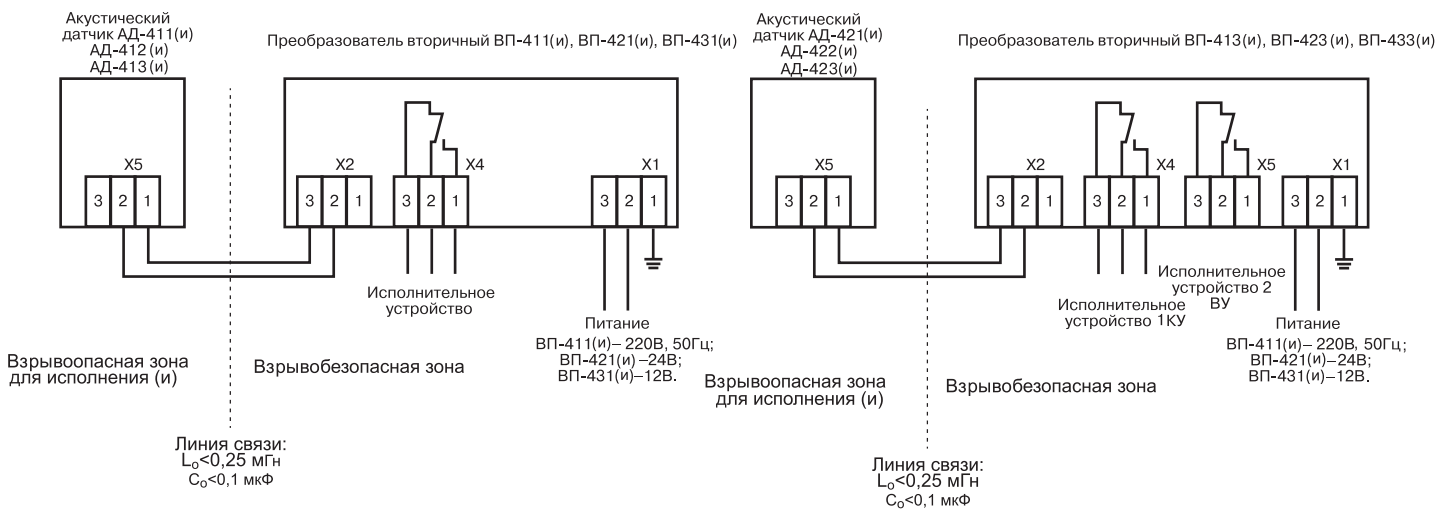 Акустический
датчик АД-411(и)
АД-412(и)
АД-413(и)
Преобразователь вторичный ВП-411(и), ВП-421(и), ВП-431(и)
X5
3 2 1
X2
3 2 1
X4
3 2 1
X1
3 2 1
Исполнительное
устройство
Питание
ВП-411(и)– 220В, 50Гц;
ВП-421(и) –24В;
ВП-431(и)–12В.
Взрывоопасная зона
для исполнения (и)
Взрывобезопасная зона
Линия связи:
Lо<0,25 мГн
Cо<0,1 мкФ
Акустический
датчик АД-421(и)
АД-422(и)
АД-423(и)
Преобразователь вторичный ВП-413(и), ВП-423 (и), ВП-433(и)
X5
3 2 1
X2
3 2 1
X4
3 2 1
X5
3 2 1
X1
3 2 1
Исполнительное
устройство 1КУ
Исполнительное
устройство 2
ВУ
Питание
ВП-411(и)– 220В, 50Гц;
ВП-421(и)–24В;
ВП-431(и)–12В.
Взрывоопасная зона
для исполнения (и)
Взрывобезопасная зона
Линия связи:
Lо<0,25 мГн
Cо<0,1 мкФ